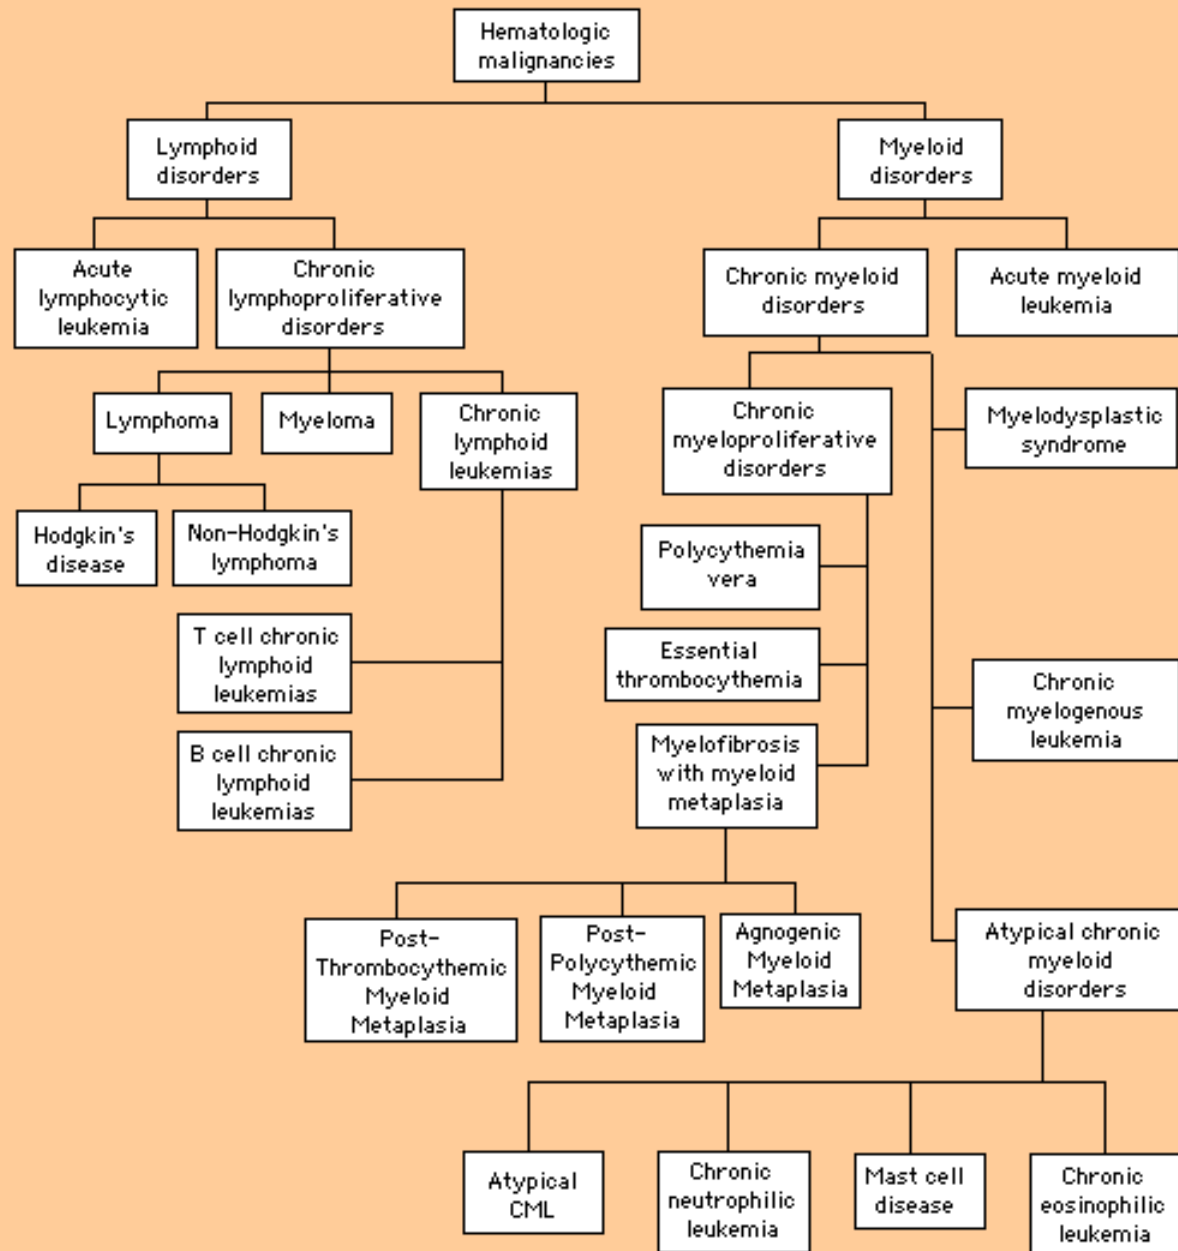 Hematologic
malignancies
Lymphoid
disorders
Myeloid
disorders
Acute
lymphocytic
leukemia
Chronic
lymphoproliferative
disorders
Chronic myeloid
disorders
Acute myeloid
leukemia
Lymphoma
Myeloma
Chronic
lymphoid
leukemias
Chronic
myeloproliferative
disorders
Myelodysplastic
syndrome
Hodgkin's
disease
Non-Hodgkin's
lymphoma
Polycythemia
vera
T cell chronic
lymphoid
leukemias
Essential
thrombocythemia
Chronic
myelogenous
leukemia
B cell chronic
lymphoid
leukemias
Myelofibrosis
with myeloid
metaplasia
Post-
Thrombocythemic
Myeloid
Metaplasia
Post-
Polycythemic
Myeloid
Metaplasia
Agnogenic
Myeloid
Metaplasia
Atypical chronic
myeloid
disorders
Atypical
CML
Chronic
neutrophilic
leukemia
Mast cell
disease
Chronic
eosinophilic
leukemia